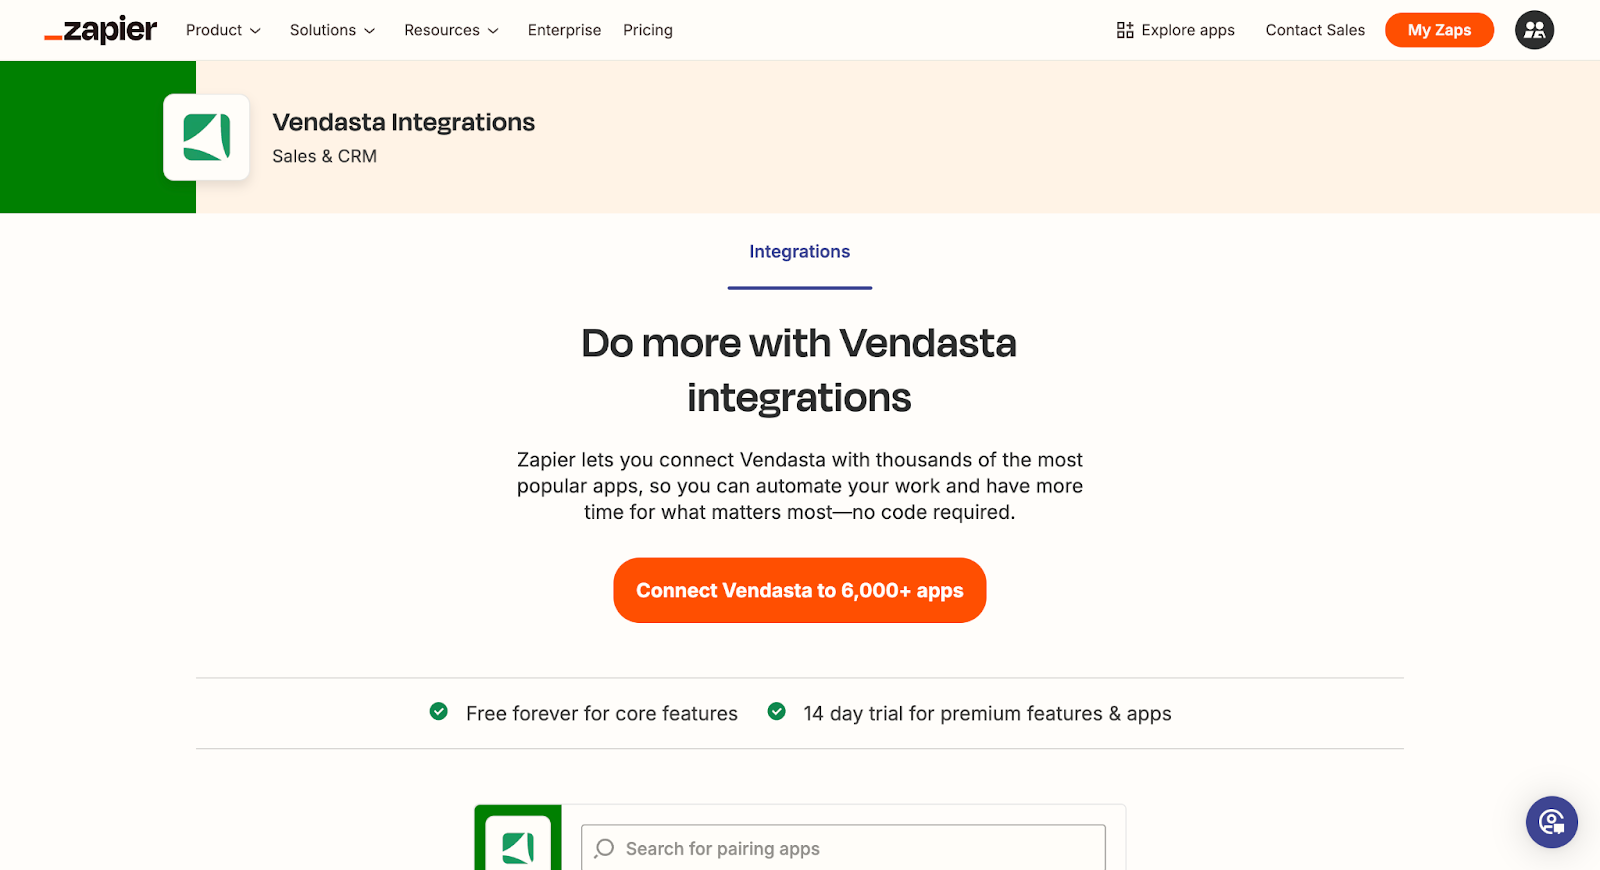 zapier
Product
Solutions
Resources
Enterprise
Pricing
Explore apps
Contact Sales
My Zaps
Vendasta Integrations
Sales & CRM
Integrations
Do more with Vendasta
integrations
Zapier lets you connect Vendasta with thousands of the most
popular apps, so you can automate your work and have more
time for what matters most—no code required.
Connect Vendasta to 6,000+ apps
Free forever for core features
14 day trial for premium features & apps
Search for pairing apps